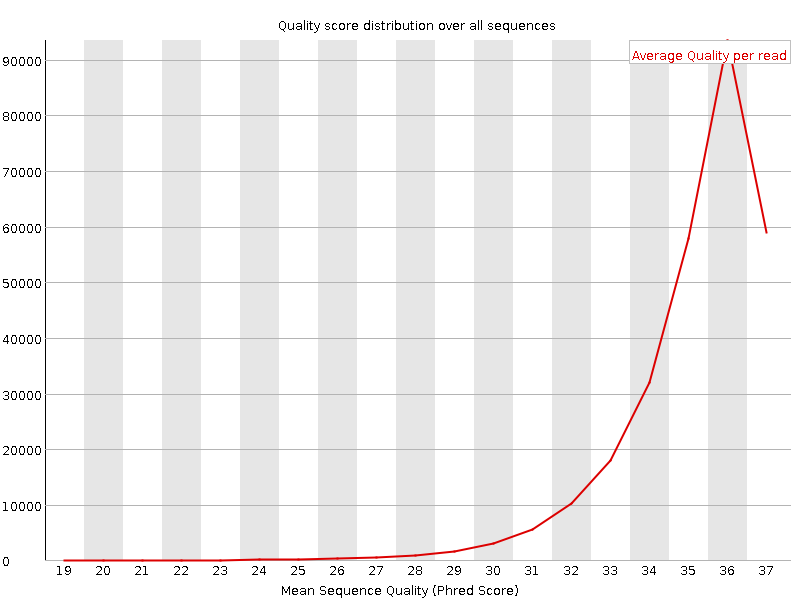 Quality score distribution over all sequences
Average Quality per read
90000
80000
70000
60000
50000
40000
30000
20000
10000
0
19 20 21 22 23 24 25 26 27 28 29 30 31 32 33 34 35 36 37
Mean Sequence Quality (Phred Score)